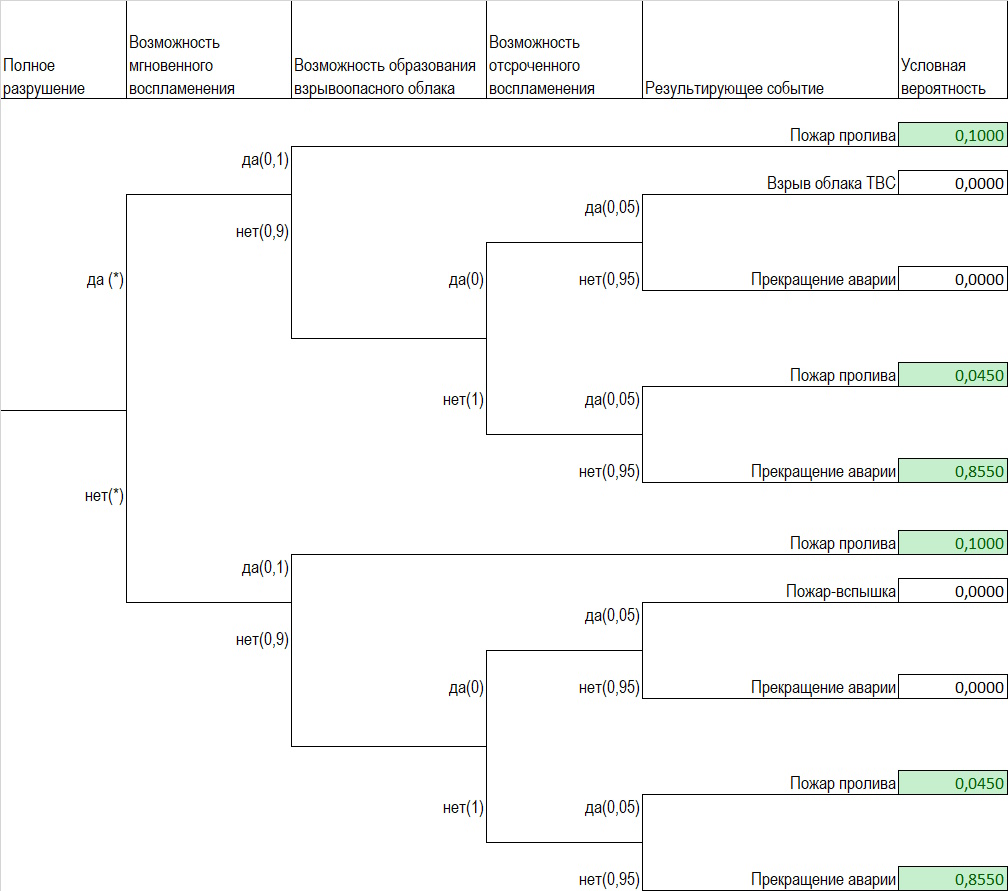 Полное
разрушение
Возможность
мгновенного
воспламенения
Возможность образования
взрывоопасного облака
Возможность
отсроченного
воспламенения
Результирующее событие
Условная
вероятность
Пожар пролива 0,1000
да(0,1)
Взрыв облака ТВС 0,0000
да(0,05)
нет(0,9)
да (*)
да(0)
нет(0,95)
Прекращение аварии 0,0000
Пожар пролива 0,0450
нет(1)
да(0,05)
нет(0,95)
Прекращение аварии 0,8550
нет(*)
Пожар пролива 0,1000
да(0,1)
Пожар-вспышка 0,0000
да(0,05)
нет(0,9)
да(0)
нет(0,95)
Прекращение аварии 0,0000
Пожар пролива 0,0450
нет(1)
да(0,05)
нет(0,95)
Прекращение аварии 0,8550